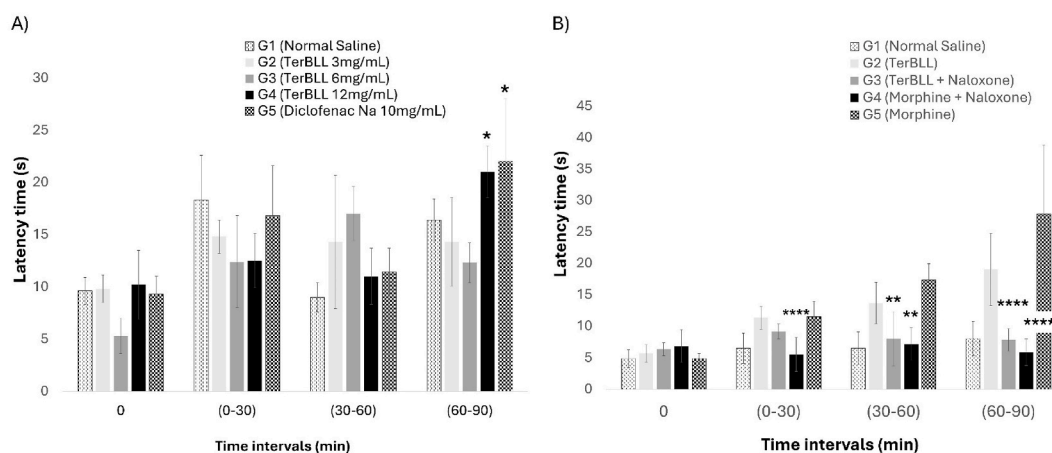 A)
G1 (Normal Saline)
G2 (TerBLL 3mg/mL)
G3 (TerBLL 6mg/mL)
G4 (TerBLL 12mg/mL)
G5 (Diclofenac Na 10mg/mL)
Latency time (s)
30
25
20
15
10
5
0
*
*
0
(0-30)
(30-60)
(60-90)
Time intervals (min)
B)
G1 (Normal Saline)
G2 (TerBLL)
G3 (TerBLL + Naloxone)
G4 (Morphine + Naloxone)
G5 (Morphine)
Latency time (s)
45
40
35
30
25
20
15
10
5
0
****
**
**
****
****
0
(0-30)
(30-60)
(60-90)
Time intervals (min)